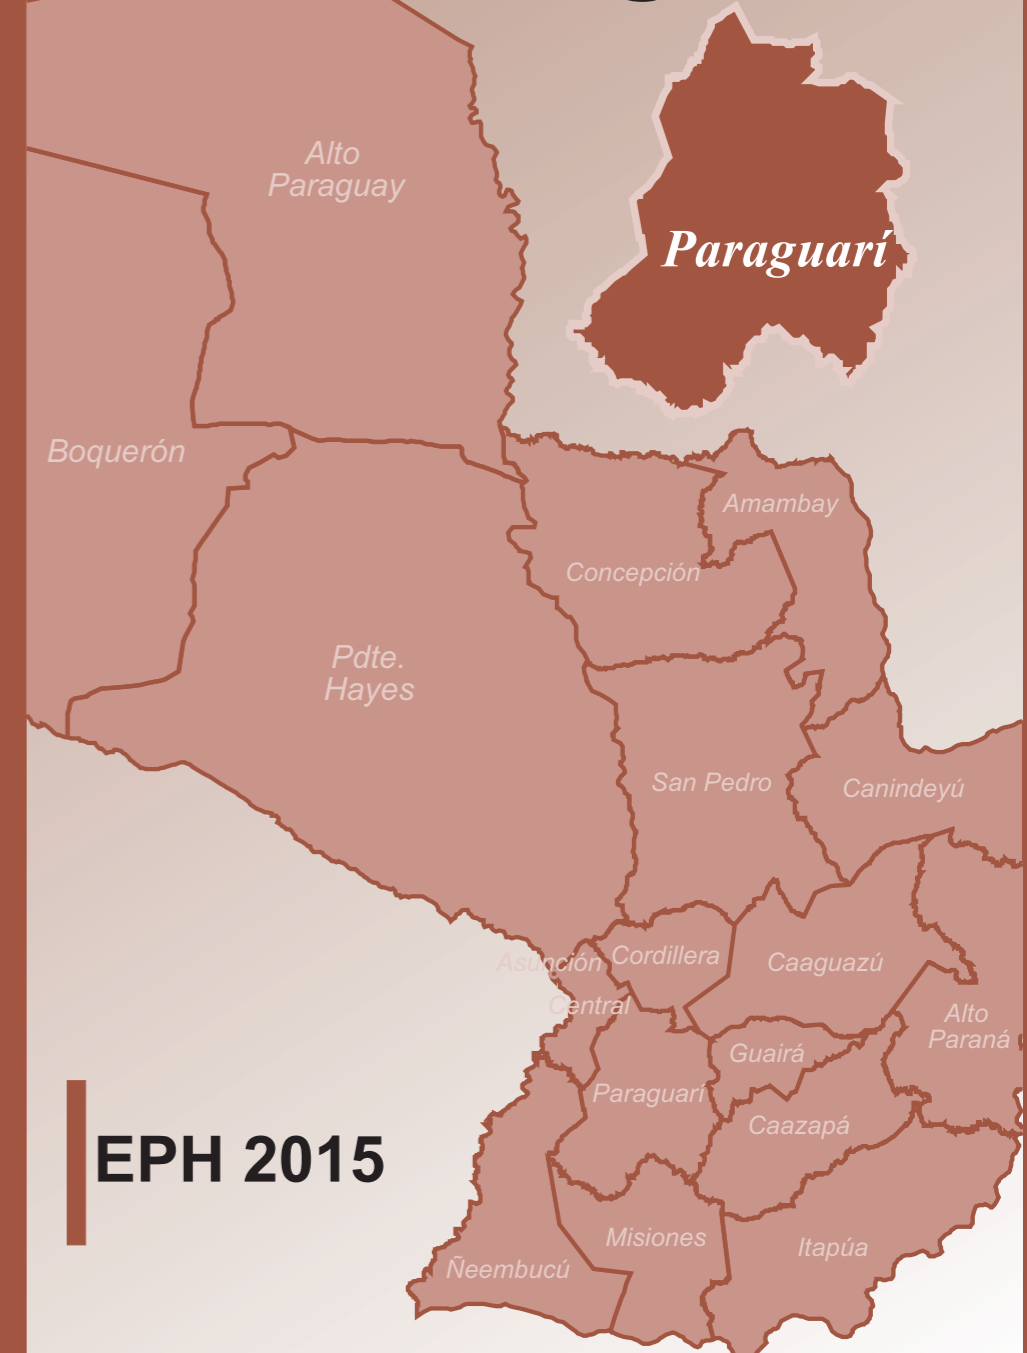 Alto
Paraguay
Paraguarí
Boquerón
Amambay
Concepción
Pdte.
Hayes
San Pedro
Canindeyú
Asunción
Cordillera
Caaguazú
Central
Alto
Paraná
Guairá
Paraguarí
Caazapá
EPH 2015
Misiones
Itapúa
Ñeembucú